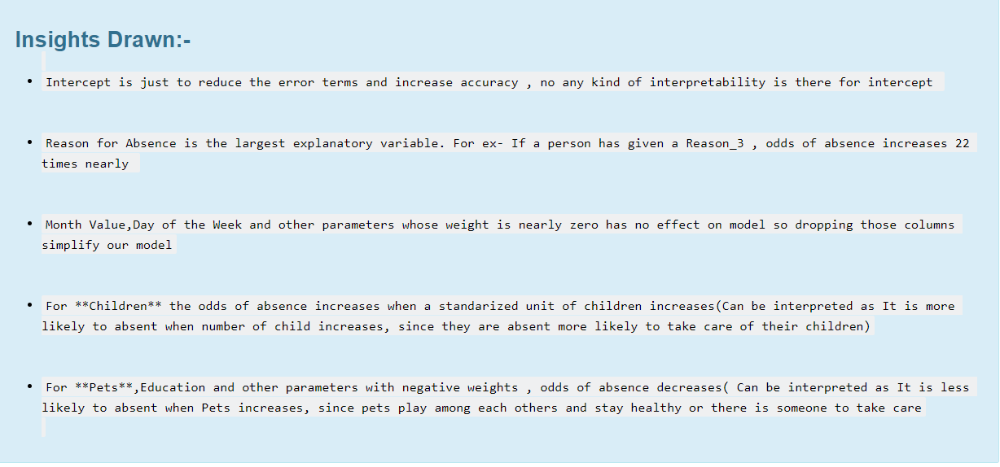 Insights Drawn:-
Intercept is just to reduce the error terms and increase accuracy , no any kind of interpretability is there for intercept
Reason for Absence is the largest explanatory variable. For ex- If a person has given a Reason_3 , odds of absence increases 22
times nearly
Month Value,Day of the Week and other parameters whose weight is nearly zero has no effect on model so dropping those columns
simplify our model
For **Children** the odds of absence increases when a standarized unit of children increases(Can be interpreted as It is more
likely to absent when number of child increases, since they are absent more likely to take care of their children)
For **Pets**,Education and other parameters with negative weights , odds of absence decreases( Can be interpreted as It is less
likely to absent when Pets increases, since pets play among each others and stay healthy or there is someone to take care